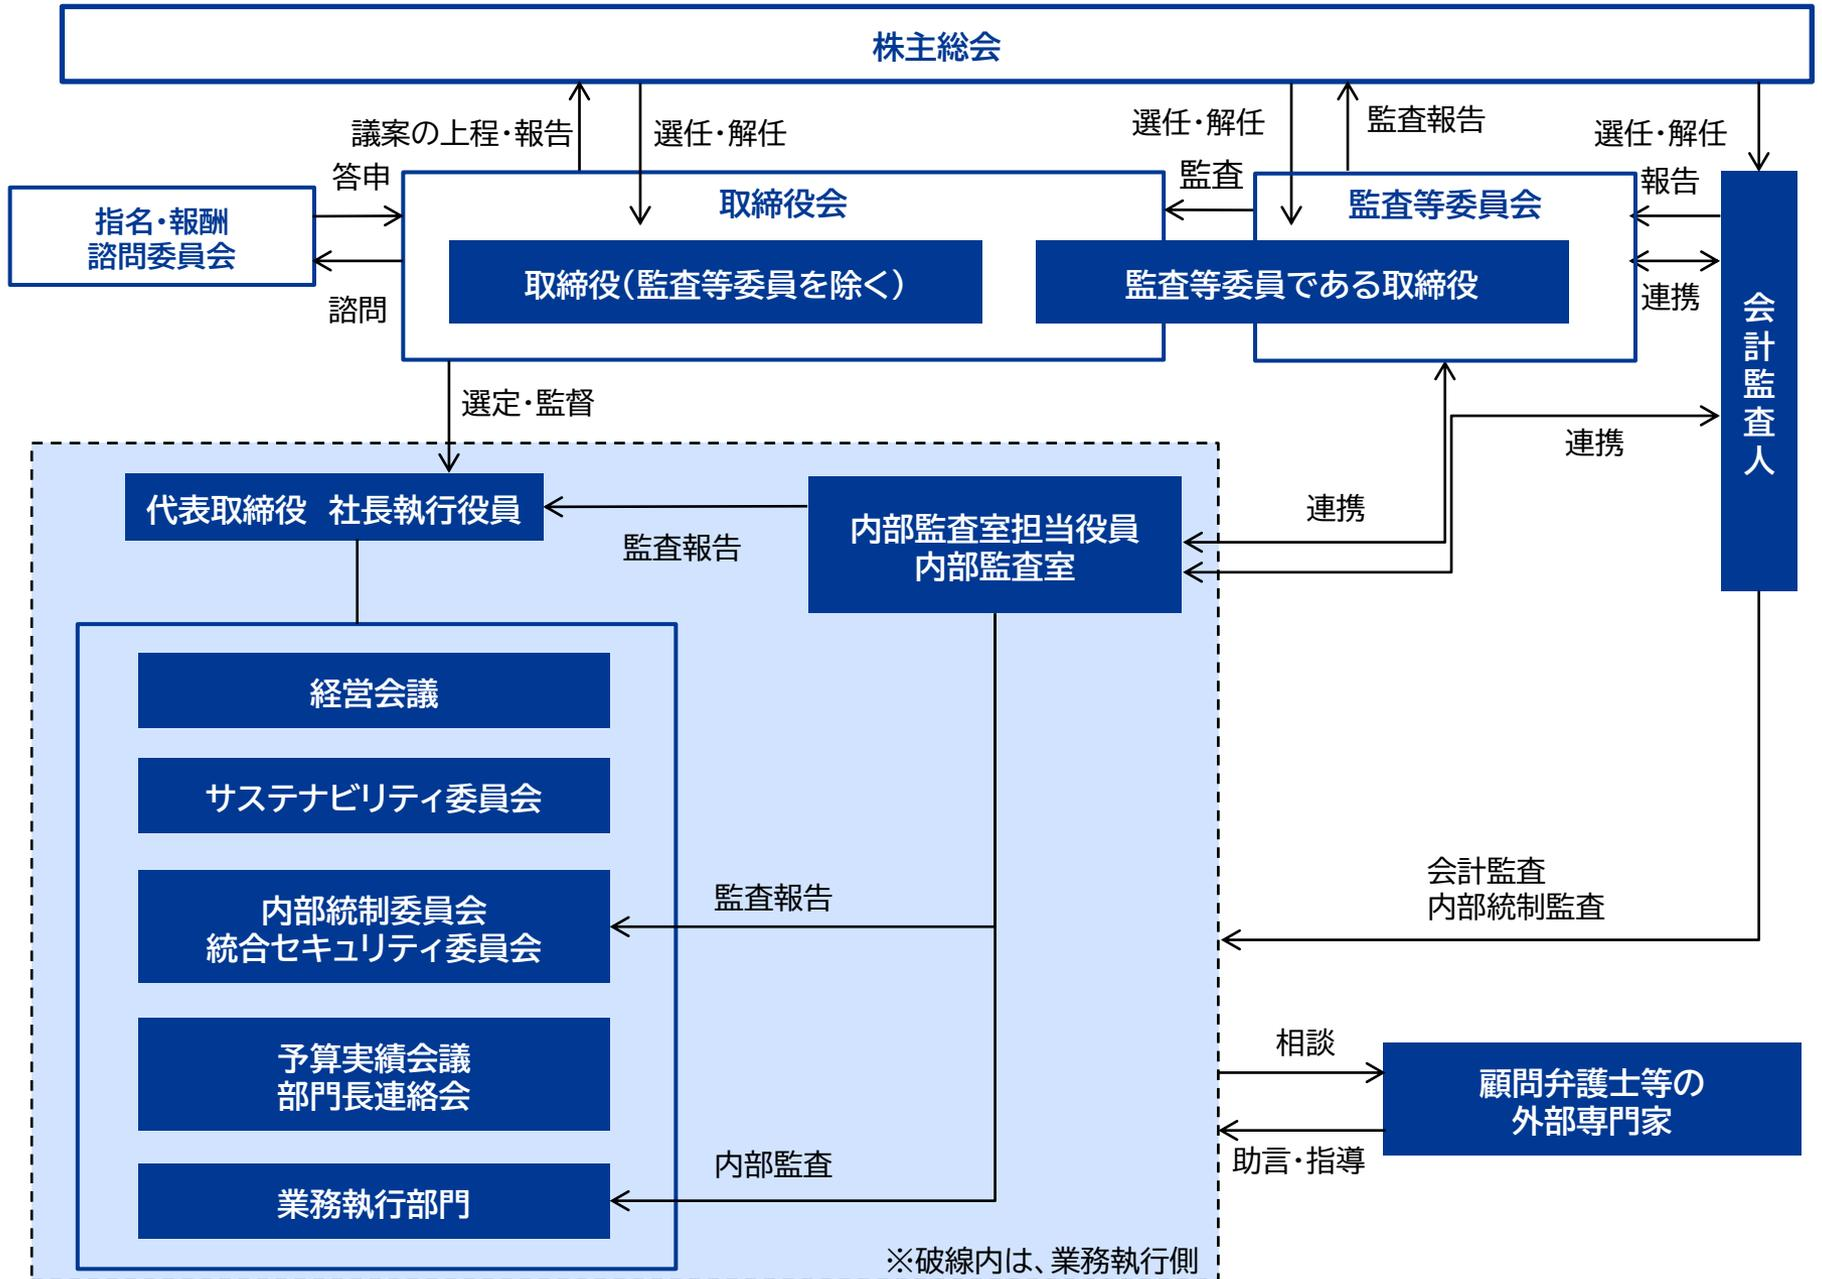 株主総会
議案の上程・報告
選任・解任
選任・解任
監査報告
選任・解任
答申
監査
報告
指名・報酬
諮問委員会
取締役会
監査等委員会
取締役（監査等委員を除く）
監査等委員である取締役
諮問
連携
会計監査人
選定・監督
連携
代表取締役　社長執行役員
監査報告
内部監査室担当役員
内部監査室
連携
経営会議
サステナビリティ委員会
内部統制委員会
統合セキュリティ委員会
監査報告
会計監査
内部統制監査
予算実績会議
部門長連絡会
相談
顧問弁護士等の
外部専門家
助言・指導
内部監査
業務執行部門
※破線内は、業務執行側